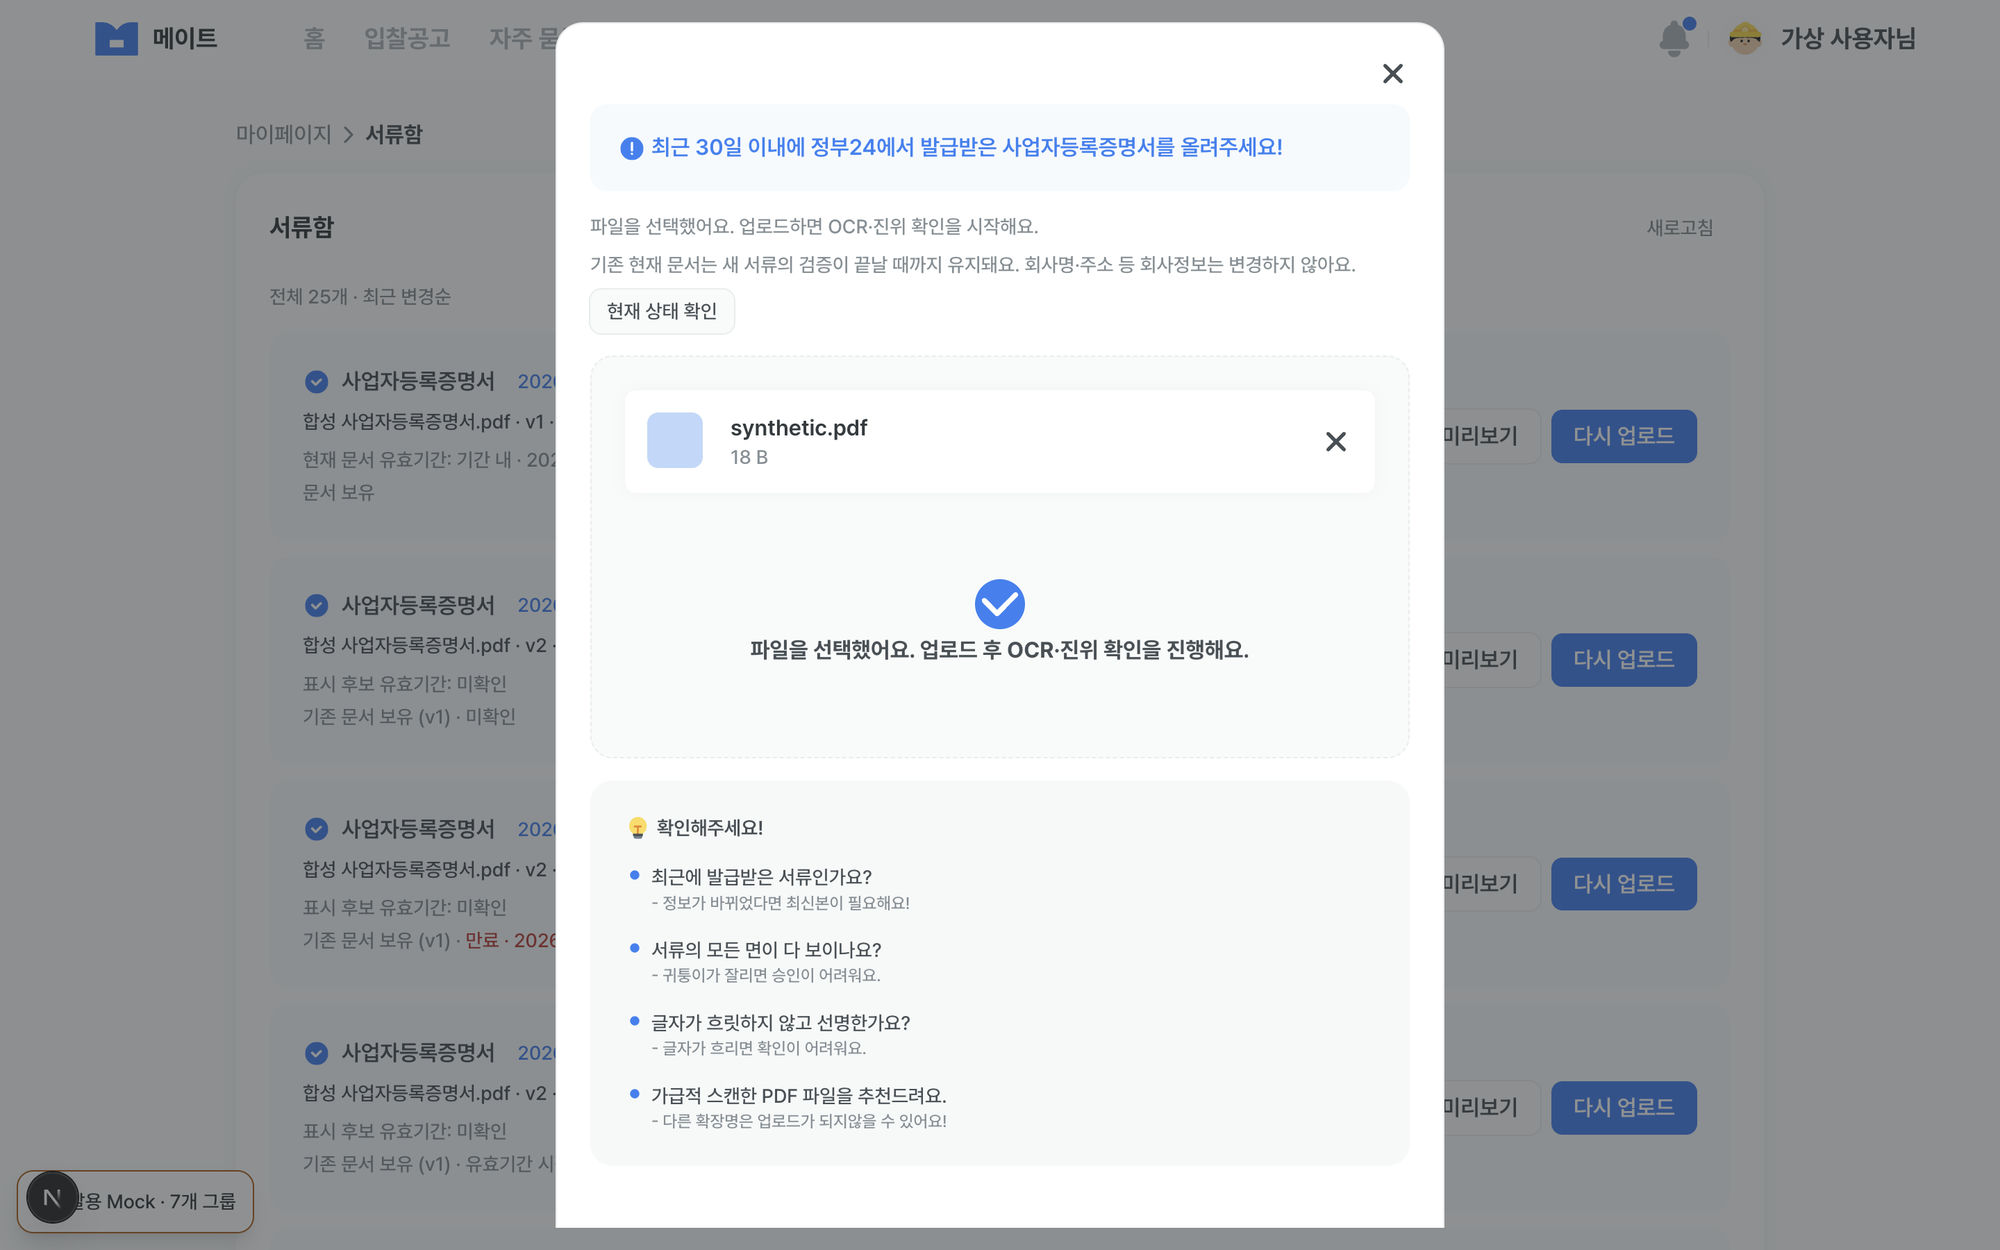 메이트
홈 입찰공고 자주
가상 사용자님
마이페이지 > 서류함
서류함
새로고침
전체 25개 · 최근 변경순
사업자등록증명서
합성 사업자등록증명서.pdf · v1 ·
현재 문서 유효기간: 기간 내 · 202
문서 보유
미리보기 다시 업로드
사업자등록증명서
합성 사업자등록증명서.pdf · v2 ·
표시 후보 유효기간: 미확인
기존 문서 보유 (v1) · 미확인
미리보기 다시 업로드
사업자등록증명서
합성 사업자등록증명서.pdf · v2 ·
표시 후보 유효기간: 미확인
기존 문서 보유 (v1) · 만료 · 2026
미리보기 다시 업로드
사업자등록증명서
합성 사업자등록증명서.pdf · v2 ·
표시 후보 유효기간: 미확인
기존 문서 보유 (v1) · 유효기간
미리보기 다시 업로드
N
Mock · 7개 그룹
최근 30일 이내에 정부24에서 발급받은 사업자등록증명서를 올려주세요!
파일을 선택했어요. 업로드하면 OCR·진위 확인을 시작해요.
기존 현재 문서는 새 서류의 검증이 끝날 때까지 유지돼요. 회사명·주소 등 회사정보는 변경하지 않아요.
현재 상태 확인
synthetic.pdf
18 B
파일을 선택했어요. 업로드 후 OCR·진위 확인을 진행해요.
확인해주세요!
최근에 발급받은 서류인가요?
- 정보가 바뀌었다면 최신본이 필요해요!
서류의 모든 면이 다 보이나요?
- 귀퉁이가 잘리면 승인이 어려워요.
글자가 흐릿하지 않고 선명한가요?
- 글자가 흐리면 확인이 어려워요.
가급적 스캔한 PDF 파일을 추천드려요.
- 다른 확장명은 업로드가 되지않을 수 있어요!